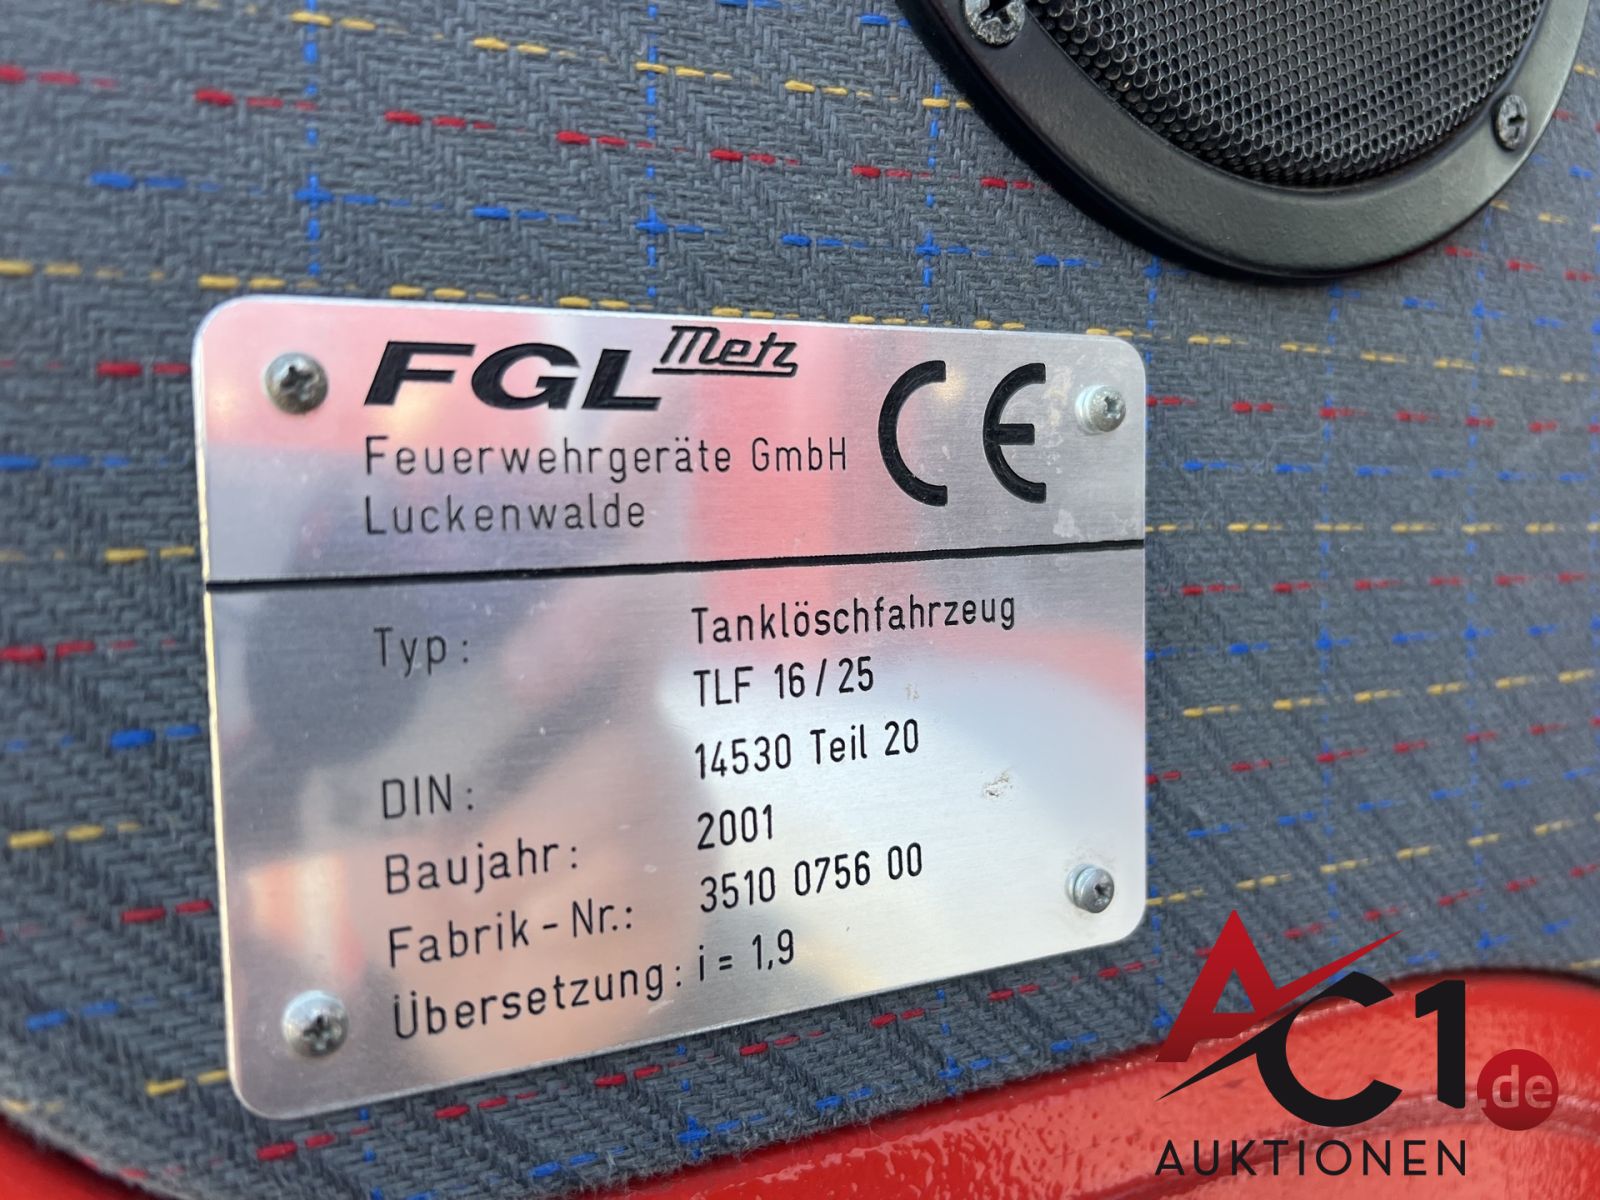 FGL Metz CE
Feuerwehrgeräte GmbH
Luckenwalde
Typ: Tanklöschfahrzeug
TLF 16/25
DIN: 14530 Teil 20
Baujahr: 2001
Fabrik-Nr.: 3510 0756 00
Übersetzung: i = 1,9
AC1.de
AUKTIONEN